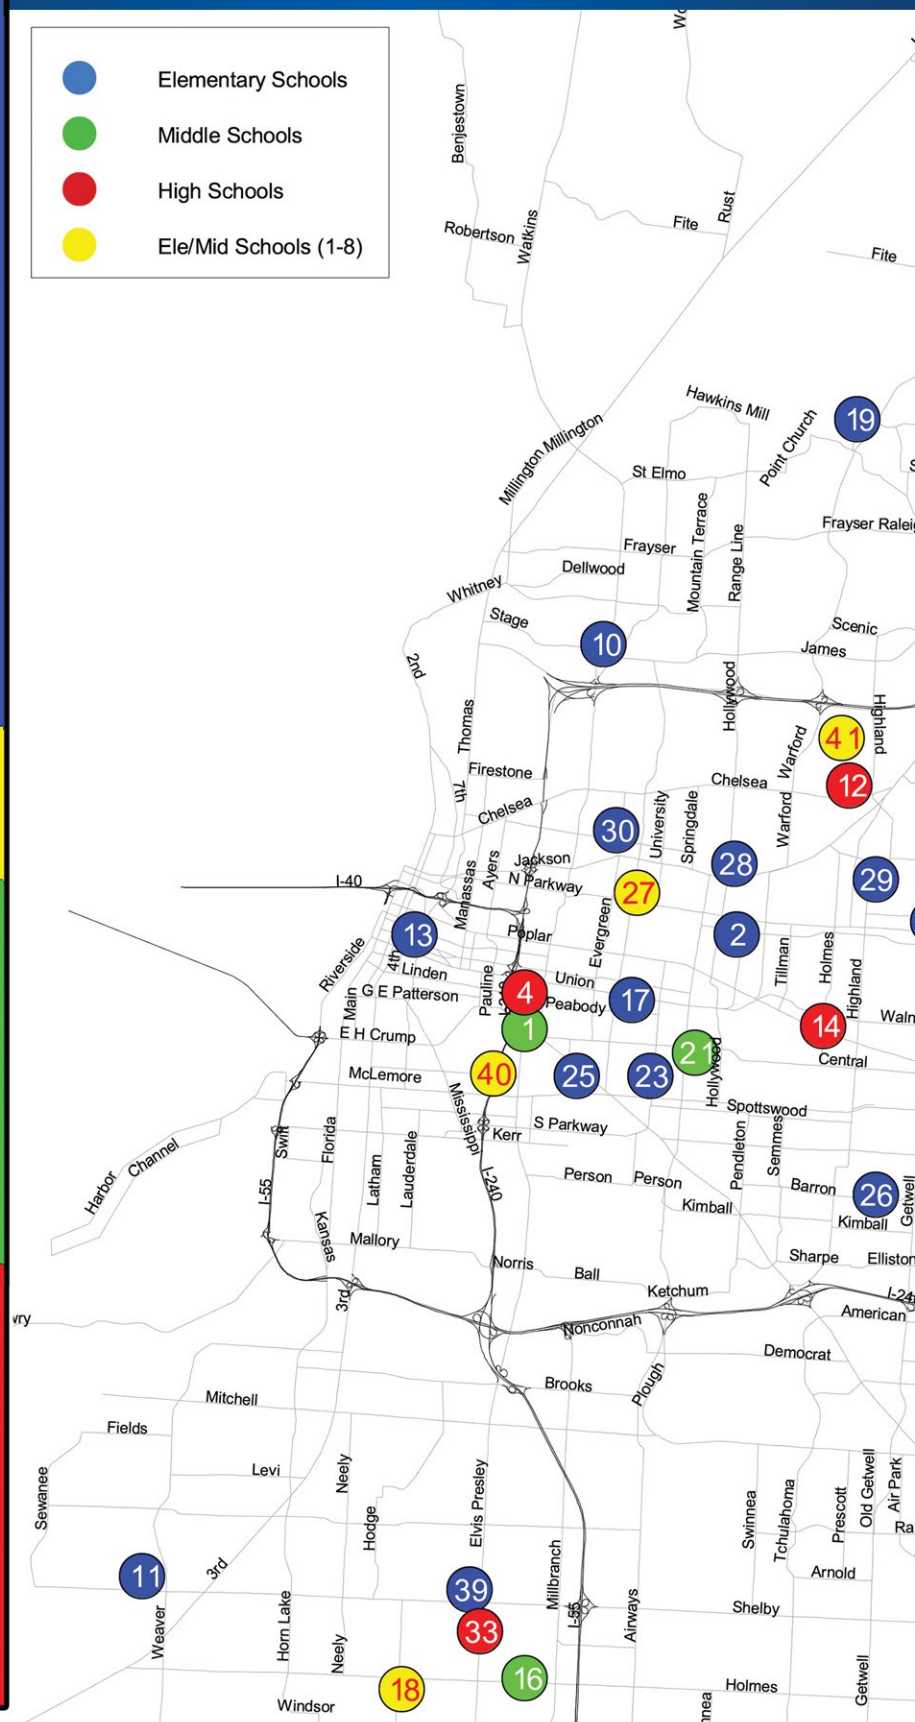 Elementary Schools
Middle Schools
High Schools
Ele/Mid Schools (1-8)
Benjestown
Robertson
Watkins
Fite
Rust
Fite
Hawkins Mill
Point Church
19
Millington Millington
St Elmo
Mountain Terrace
Range Line
Frayser
Dellwood
Whitney
Stage
10
Scenic
James
2nd
Hollywood
Highland
Thomas
41
Warford
Firestone
Chelsea
12
7th
Chelsea
30
University
Springdale
Warford
28
Jackson
Ayers
N Parkway
29
I-40
Manassas
27
Evergreen
13
Poplar
2
Tillman
Holmes
Riverside
4th
Linden
Pauline
Union
Highland
Main
G E Patterson
4
Peabody
17
14
E H Crump
1
21
Hollywood
Central
McLemore
40
25
23
Mississippi
Spottswood
S Parkway
Kerr
Swift
Florida
Latham
Lauderdale
Pendleton
Semmes
Harbor
Channel
I-55
I-240
Person
Person
Barron
26
Getwell
Kimball
Kimball
Kansas
Mallory
Norris
Ball
Sharpe
Elliston
3rd
Ketchum
American
Nonconnah
Democrat
Plough
Brooks
Mitchell
Fields
Levi
Neely
Elvis Presley
Sewanee
Hodge
Swinnea
Tchulahoma
Prescott
Old Getwell
Air Park
11
3rd
39
Millbranch
I-55
Airways
Arnold
Shelby
Weaver
Horn Lake
Neely
33
18
16
Holmes
Getwell
Windsor